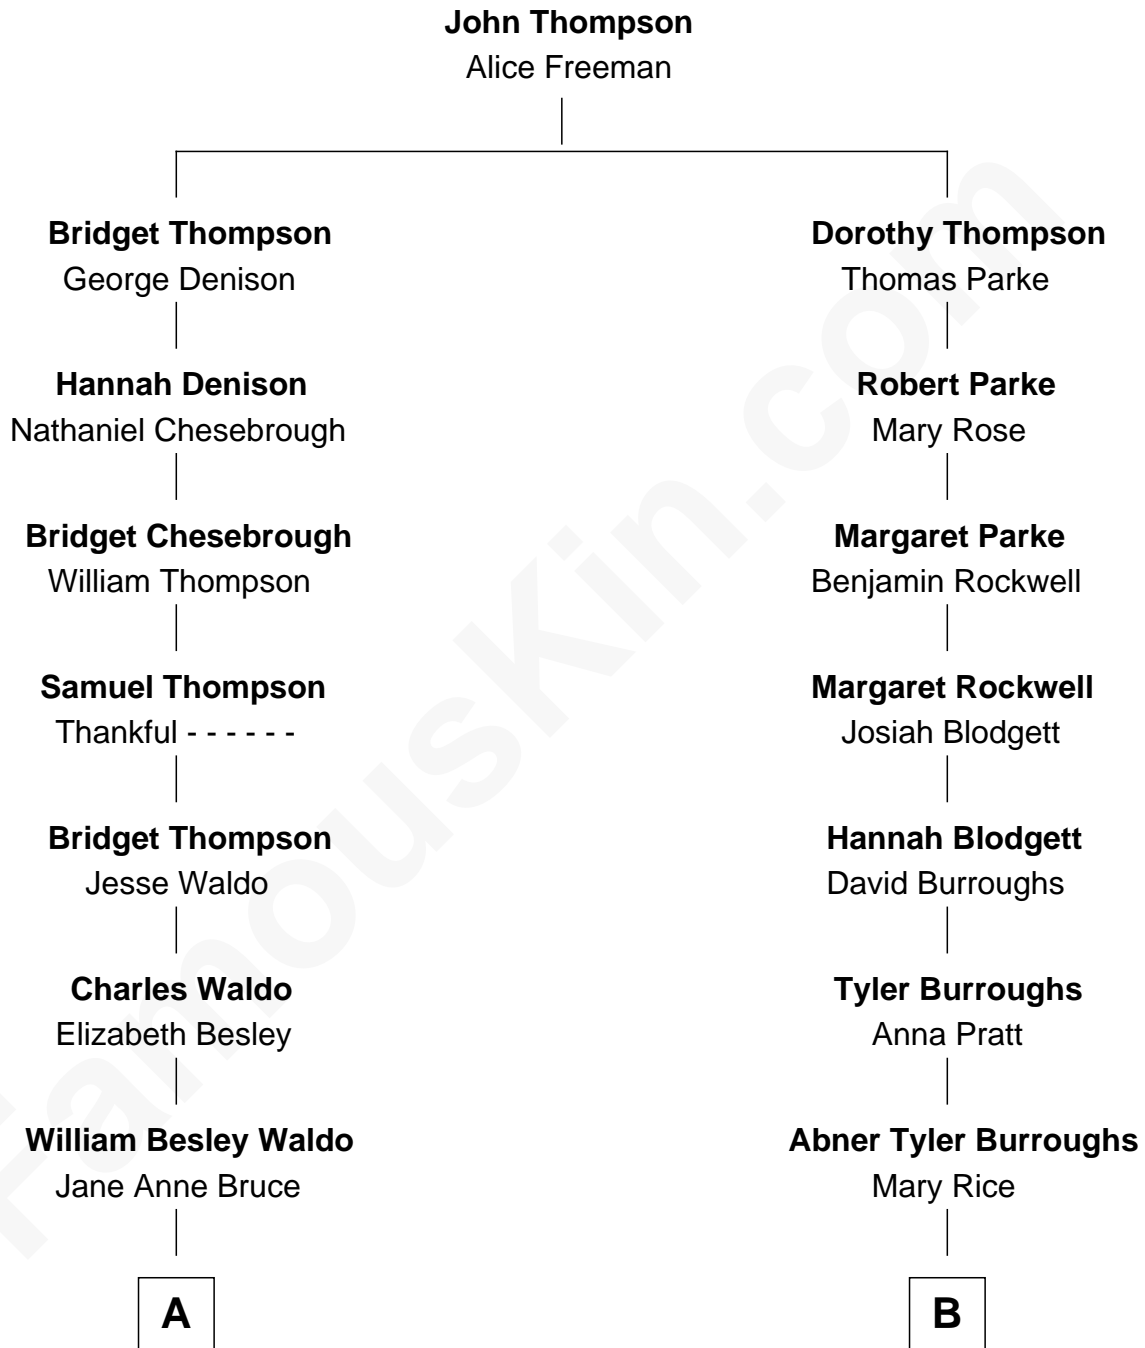 John Thompson
Alice Freeman
Bridget Thompson
George Denison
Dorothy Thompson
Thomas Parke
Hannah Denison
Nathaniel Chesebrough
Robert Parke
Mary Rose
Bridget Chesebrough
William Thompson
Margaret Parke
Benjamin Rockwell
Samuel Thompson
Thankful - - - - - -
Margaret Rockwell
Josiah Blodgett
Bridget Thompson
Jesse Waldo
Hannah Blodgett
David Burroughs
Charles Waldo
Elizabeth Besley
Tyler Burroughs
Anna Pratt
William Besley Waldo
Jane Anne Bruce
Abner Tyler Burroughs
Mary Rice
A
B
FamousKin.com